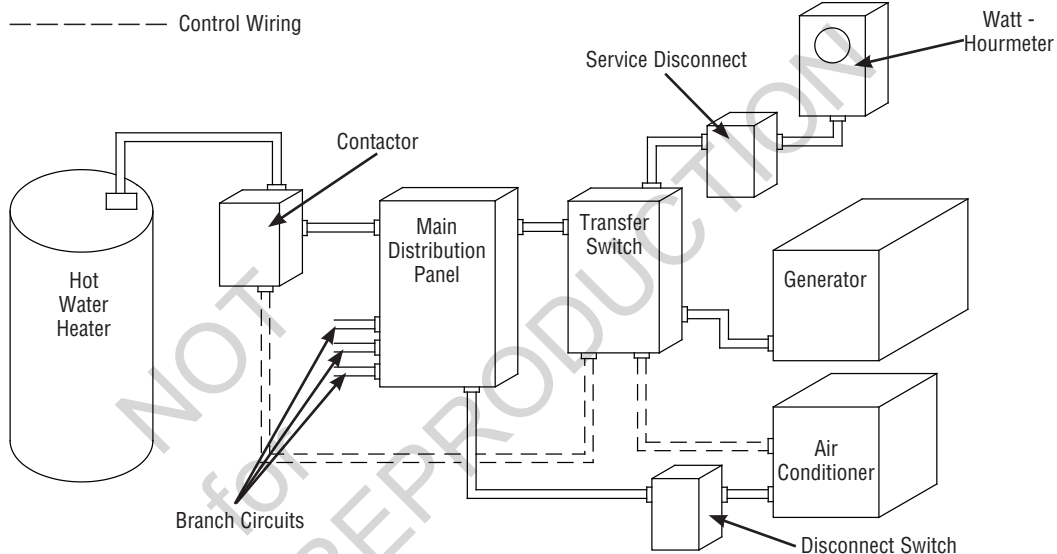 Control Wiring
Watt -
Hourmeter
Service Disconnect
Contactor
Main
Distribution
Panel
Transfer
Switch
Hot
Water
Heater
Generator
Air
Conditioner
Branch Circuits
Disconnect Switch
NOT
for
REPRODUCTION